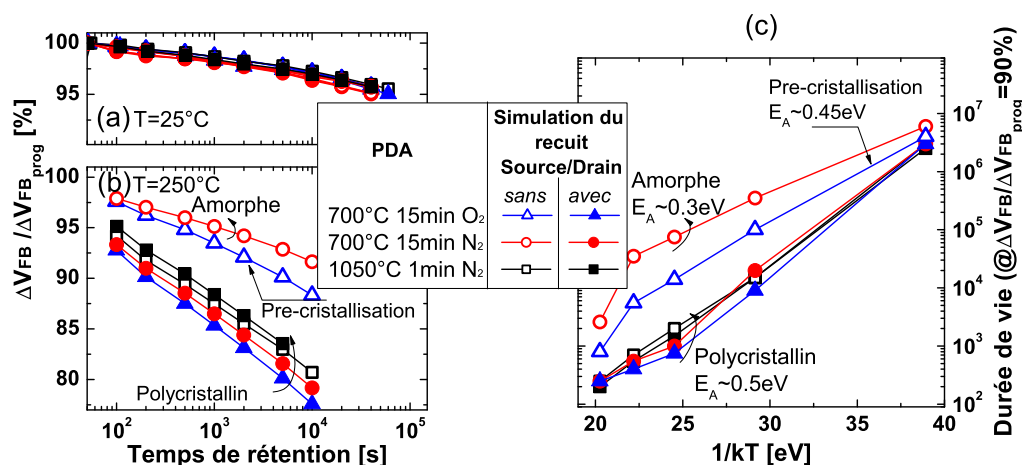 (c)
100
95
(a) T=25°C
100
95
90
85
80
(b) T=250°C
Amorphe
Pre-cristallisation
Polycristallin
ΔV_FB /ΔV_FB_prog [%]
10² 10³ 10⁴ 10⁵
Temps de rétention [s]
PDA
Simulation du
recuit
Source/Drain
sans avec
700°C 15min O₂
700°C 15min N₂
1050°C 1min N₂
Pre-cristallisation
E_A~0.45eV
Amorphe
E_A~0.3eV
Polycristallin
E_A~0.5eV
20 25 30 35 40
1/kT [eV]
10⁷
10⁶
10⁵
10⁴
10³
10²
Durée de vie (@ΔV_FB/ΔV_FB_prog =90%)